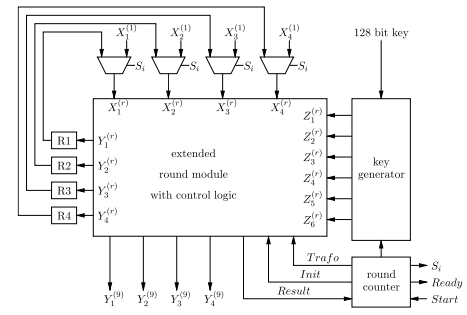 X_1^{(1)} X_2^{(1)} X_3^{(1)} X_4^{(1)} 128 bit key
S_i S_i S_i S_i
X_1^{(r)} X_2^{(r)} X_3^{(r)} X_4^{(r)}
Z_1^{(r)}
Z_2^{(r)}
Z_3^{(r)}
Z_4^{(r)}
Z_5^{(r)}
Z_6^{(r)}
R1 Y_1^{(r)}
R2 Y_2^{(r)}
R3 Y_3^{(r)}
R4 Y_4^{(r)}
extended
round module
with control logic
key
generator
Trafo
Init
Result
round
counter
S_i
Ready
Start
Y_1^{(9)} Y_2^{(9)} Y_3^{(9)} Y_4^{(9)}